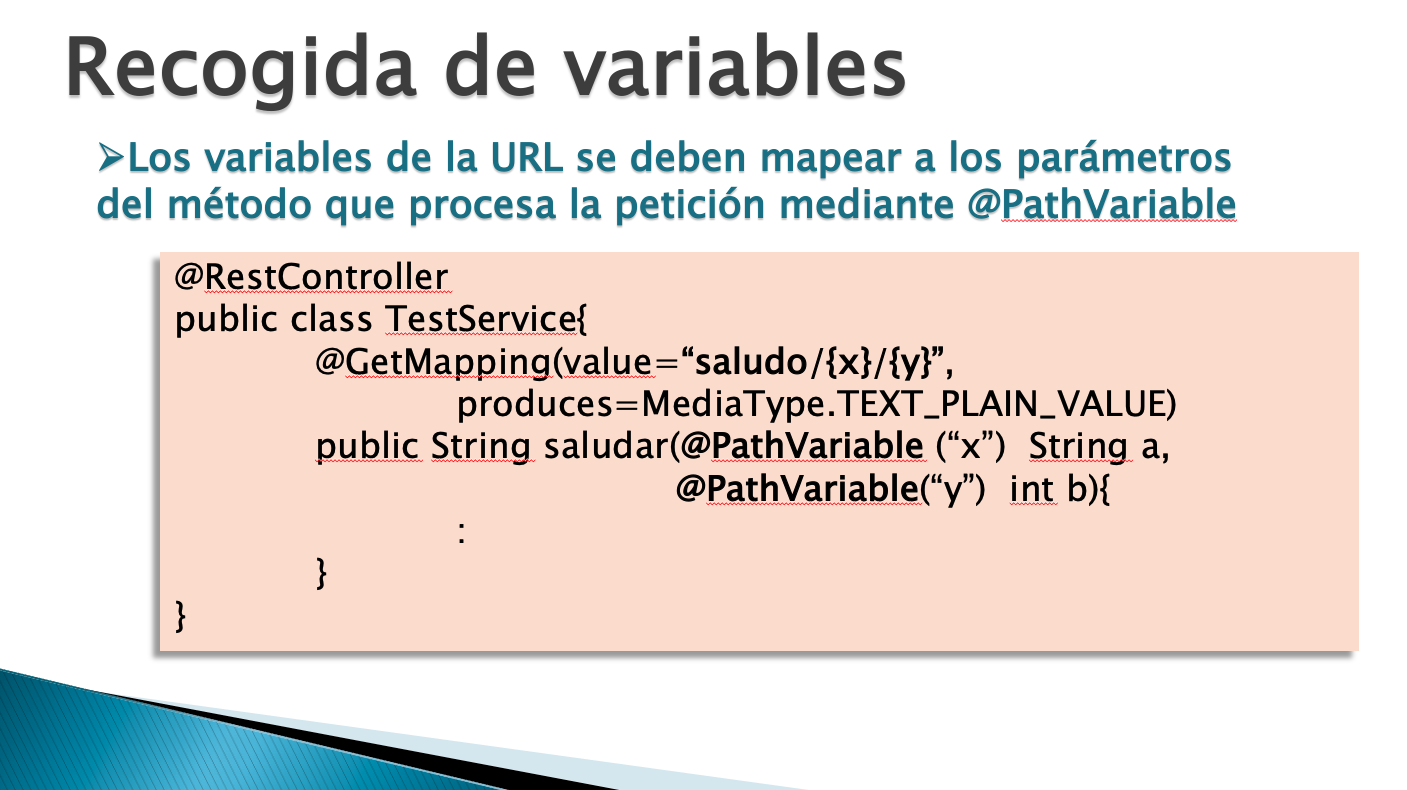 Recogida de variables
➢Los variables de la URL se deben mapear a los parámetros
del método que procesa la petición mediante @PathVariable
@RestController
public class TestService{
@GetMapping(value=“saludo/{x}/{y}”,
produces=MediaType.TEXT_PLAIN_VALUE)
public String saludar(@PathVariable (“x”) String a,
@PathVariable(“y”) int b){
:
}
}